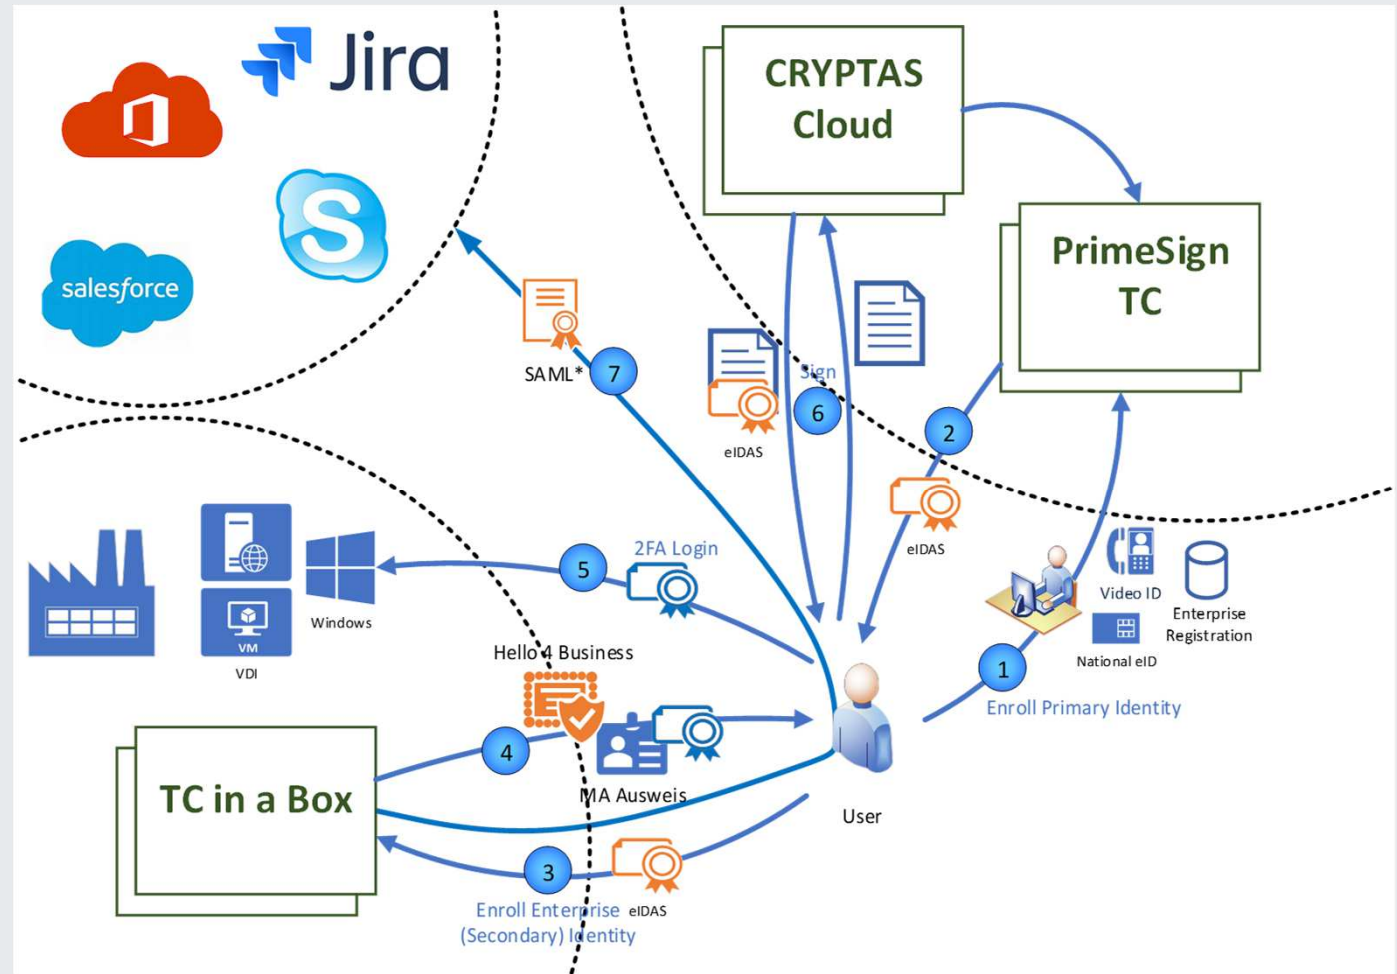 Jira
salesforce
CRYPTAS
Cloud
PrimeSign
TC
SAML*
7
Sign
6
eIDAS
2
eIDAS
Video ID
Enterprise
Registration
National eID
1
Enroll Primary Identity
2FA Login
5
Windows
VM
VDI
Hello 4 Business
4
MA Ausweis
User
TC in a Box
3
Enroll Enterprise
(Secondary) Identity
eIDAS